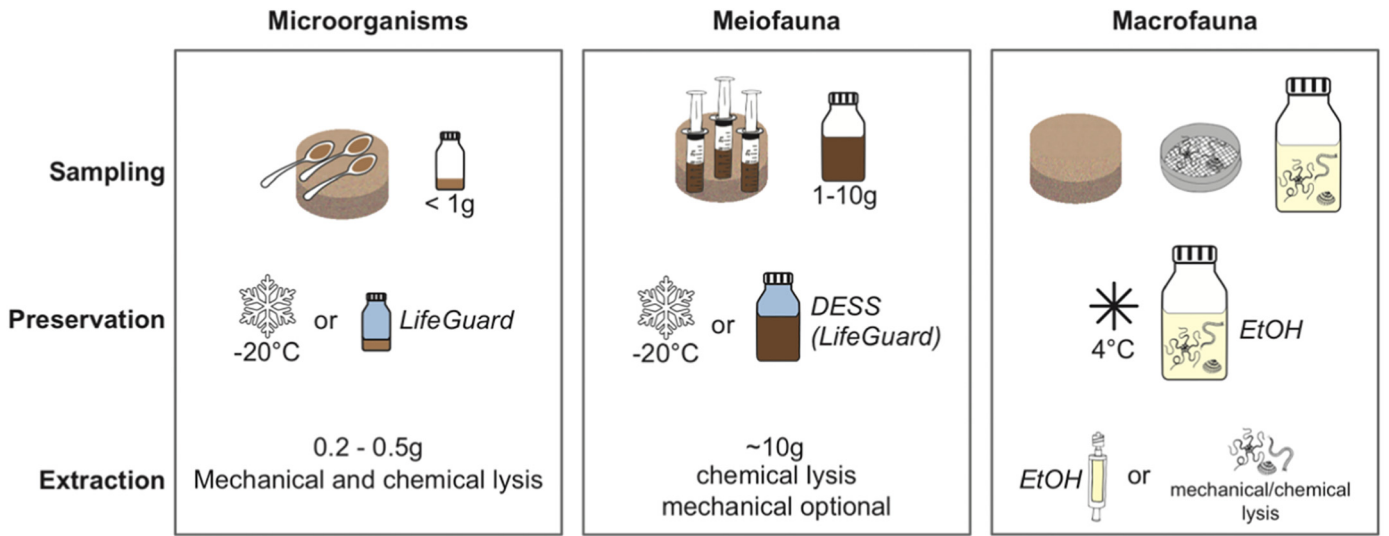 Microorganisms
Meiofauna
Macrofauna
Sampling
< 1g
1-10g
Preservation
-20°C
or
LifeGuard
-20°C
or
DESS
(LifeGuard)
4°C
EtOH
Extraction
0.2 - 0.5g
Mechanical and chemical lysis
~10g
chemical lysis
mechanical optional
EtOH
or
mechanical/chemical
lysis